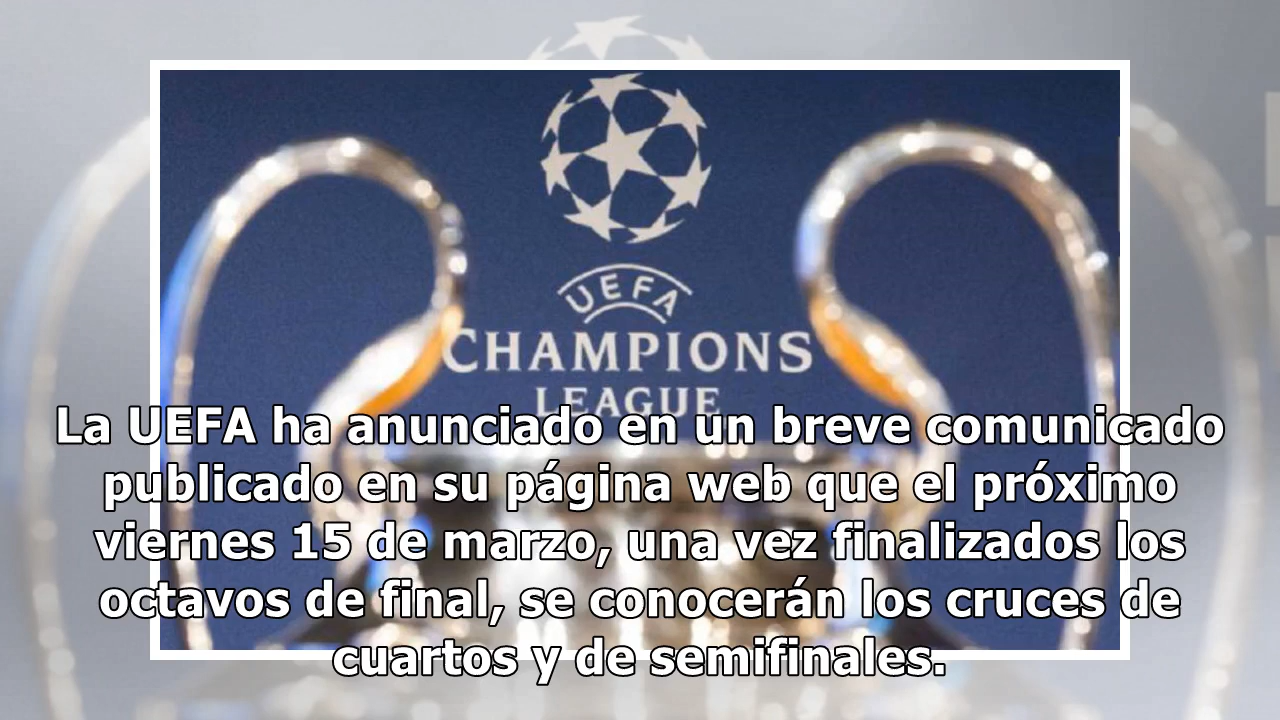 UEFA
CHAMPIONS
LEAGUE
La UEFA ha anunciado en un breve comunicado
publicado en su página web que el próximo
viernes 15 de marzo, una vez finalizados los
octavos de final, se conocerán los cruces de
cuartos y de semifinales.